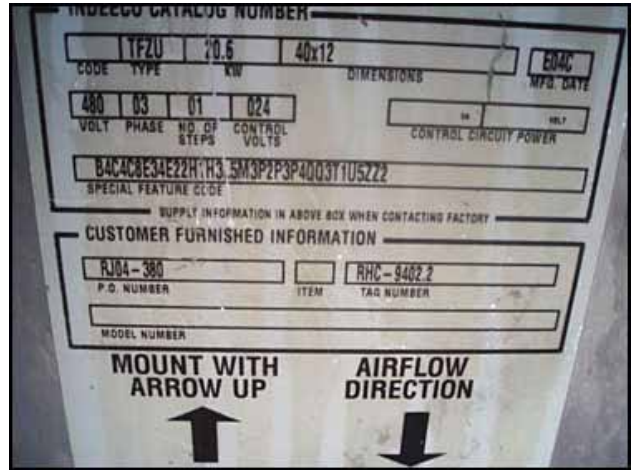 INDEECO CATALOG NUMBER
TFZU 20.6 40x12 E04C
CODE TYPE KW DIMENSIONS MFG. DATE
480 03 01 024
VOLT PHASE NO. OF STEPS CONTROL VOLTS CONTROL CIRCUIT POWER
SPECIAL FEATURE CODE
SUPPLY INFORMATION IN ABOVE BOX WHEN CONTACTING FACTORY
CUSTOMER FURNISHED INFORMATION
RJ04-380 RHC-9402.2
P.O. NUMBER ITEM TAG NUMBER
MODEL NUMBER
MOUNT WITH AIRFLOW
ARROW UP DIRECTION